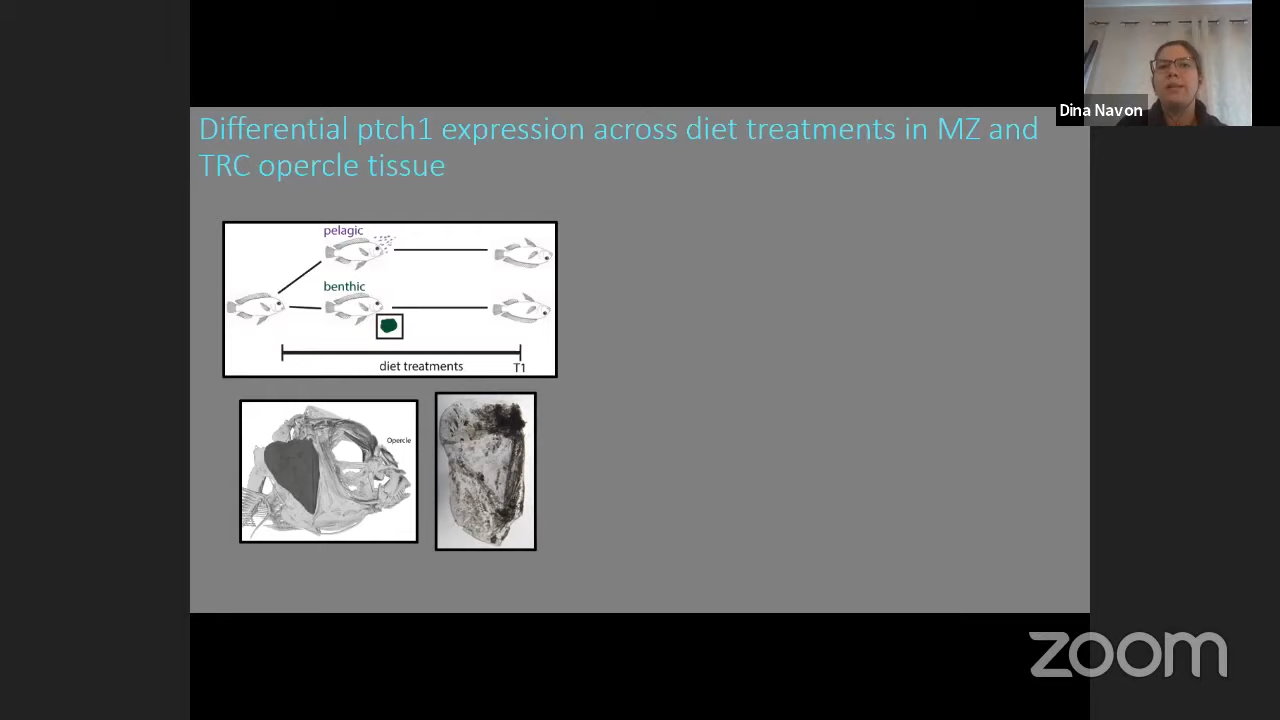 Dina Navon
Differential ptch1 expression across diet treatments in MZ and
TRC opercle tissue
pelagic
benthic
diet treatments T1
Opercle
zoom